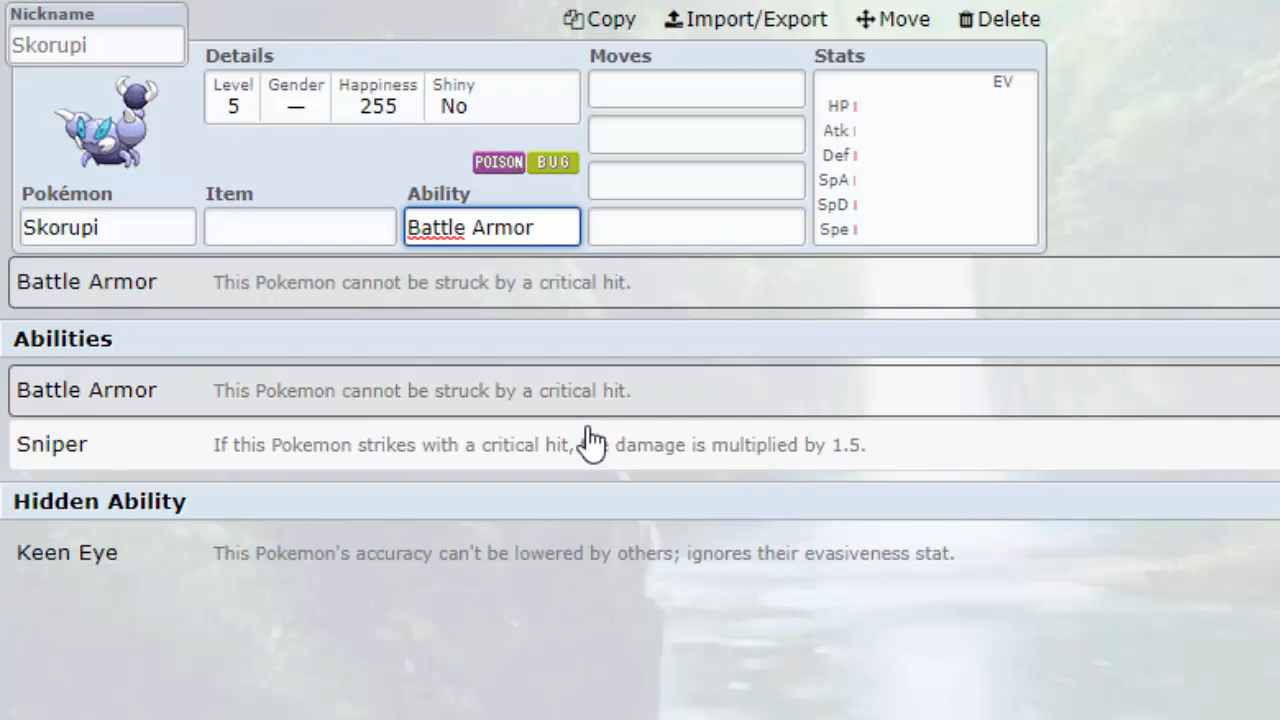 Nickname
Skorupi
Copy Import/Export Move Delete
Details
Level Gender Happiness Shiny
5 — 255 No
POISON BUG
Pokémon Item Ability
Skorupi Battle Armor
Moves
Stats
EV
HP
Atk
Def
SpA
SpD
Spe
Battle Armor This Pokemon cannot be struck by a critical hit.
Abilities
Battle Armor This Pokemon cannot be struck by a critical hit.
Sniper If this Pokemon strikes with a critical hit, damage is multiplied by 1.5.
Hidden Ability
Keen Eye This Pokemon's accuracy can't be lowered by others; ignores their evasiveness stat.